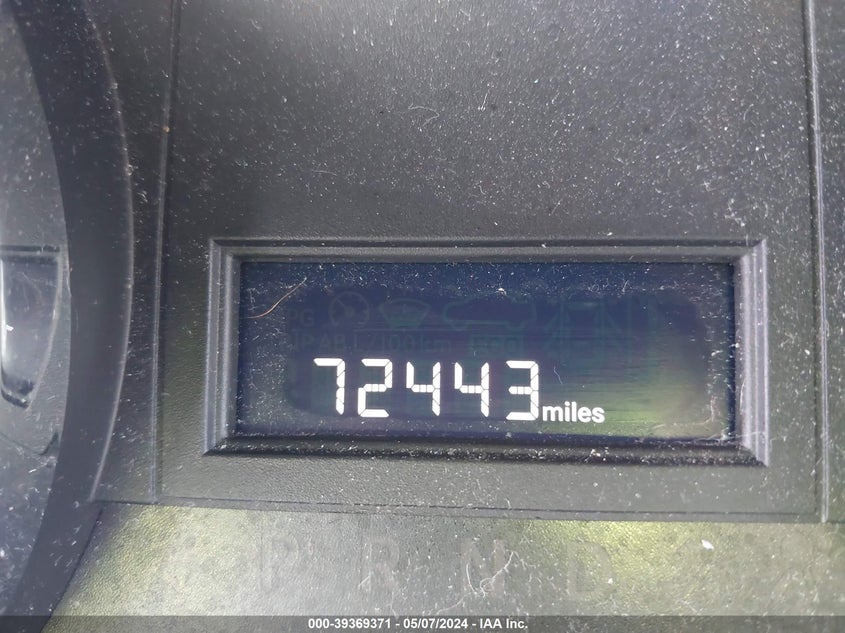 72443 miles
P R N D
000-39369371 - 05/07/2024 - IAA Inc.